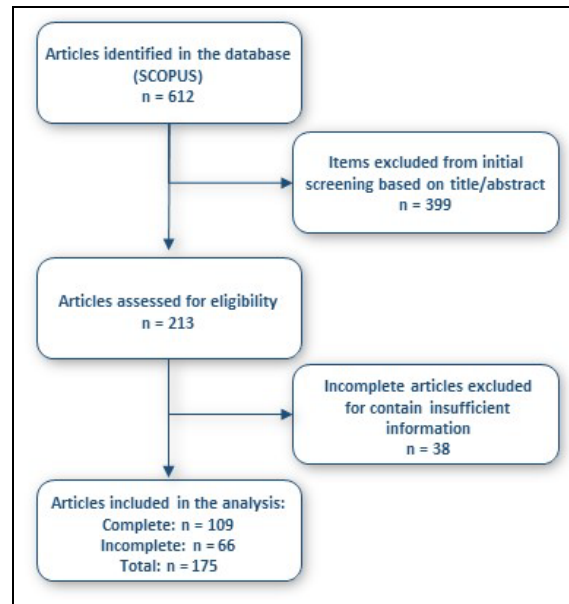 Articles identified in the database
(SCOPUS)
n = 612
Items excluded from initial
screening based on title/abstract
n = 399
Articles assessed for eligibility
n = 213
Incomplete articles excluded
for contain insufficient
information
n = 38
Articles included in the analysis:
Complete: n = 109
Incomplete: n = 66
Total: n = 175